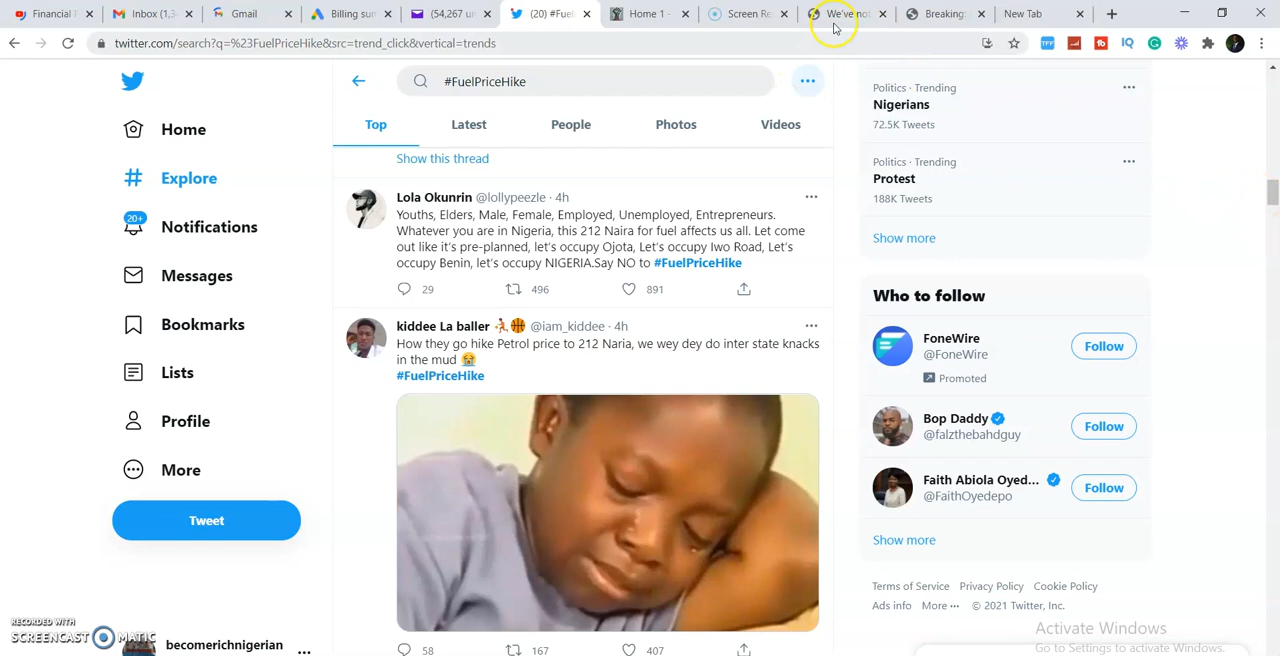 Financial F
Inbox (1,3
Gmail
Billing sum
(54,267 un
(20) #Fuel
Home 1 -
Screen Re
We've not
Breaking:
New Tab
twitter.com/search?q=%23FuelPriceHike&src=trend_click&vertical=trends
TFF
IQ
Home
Explore
20+
Notifications
Messages
Bookmarks
Lists
Profile
More
Tweet
becomerichnigerian
RECORDED WITH
SCREENCAST MATIC
#FuelPriceHike
Top
Latest
People
Photos
Videos
Show this thread
Lola Okunrin @lollypeezle · 4h
Youths, Elders, Male, Female, Employed, Unemployed, Entrepreneurs.
Whatever you are in Nigeria, this 212 Naira for fuel affects us all. Let come
out like it's pre-planned, let's occupy Ojota, Let's occupy Iwo Road, Let's
occupy Benin, let's occupy NIGERIA.Say NO to #FuelPriceHike
29
496
891
kiddee La baller @iam_kiddee · 4h
How they go hike Petrol price to 212 Naria, we wey dey do inter state knacks
in the mud
#FuelPriceHike
58
167
407
Politics · Trending
Nigerians
72.5K Tweets
Politics · Trending
Protest
188K Tweets
Show more
Who to follow
FoneWire
@FoneWire
Promoted
Follow
Bop Daddy
@falzthebahdguy
Follow
Faith Abiola Oyed...
@FaithOyedepo
Follow
Show more
Terms of Service Privacy Policy Cookie Policy
Ads info More ··· © 2021 Twitter, Inc.
Activate Windows
Go to Settings to activate Windows.